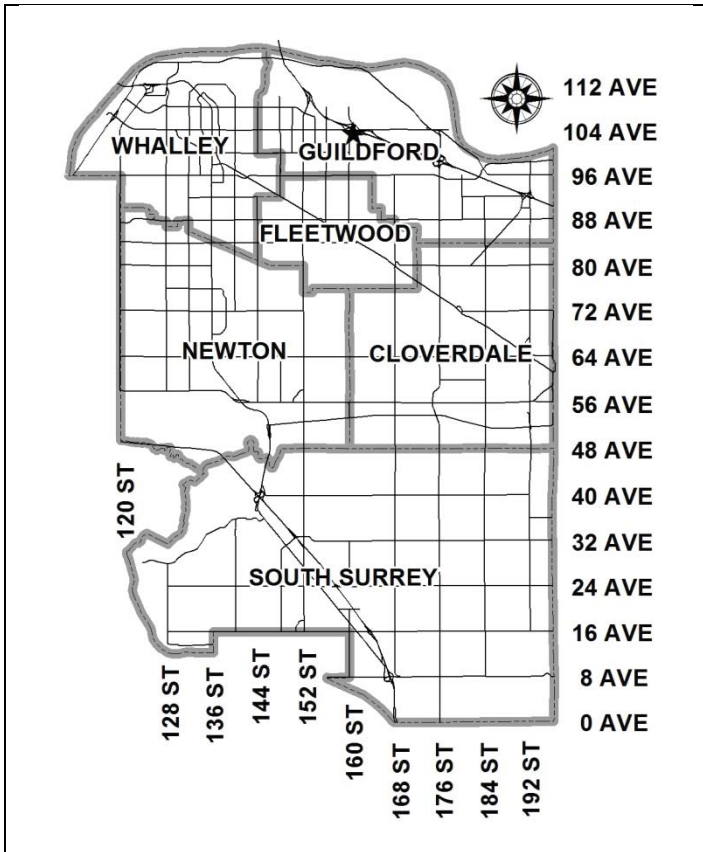 112 AVE
104 AVE
WHALLEY
GUILDFORD
96 AVE
88 AVE
FLEETWOOD
80 AVE
72 AVE
NEWTON
CLOVERDALE
64 AVE
56 AVE
48 AVE
120 ST
40 AVE
32 AVE
SOUTH SURREY
24 AVE
16 AVE
8 AVE
0 AVE
128 ST
136 ST
144 ST
152 ST
160 ST
168 ST
176 ST
184 ST
192 ST